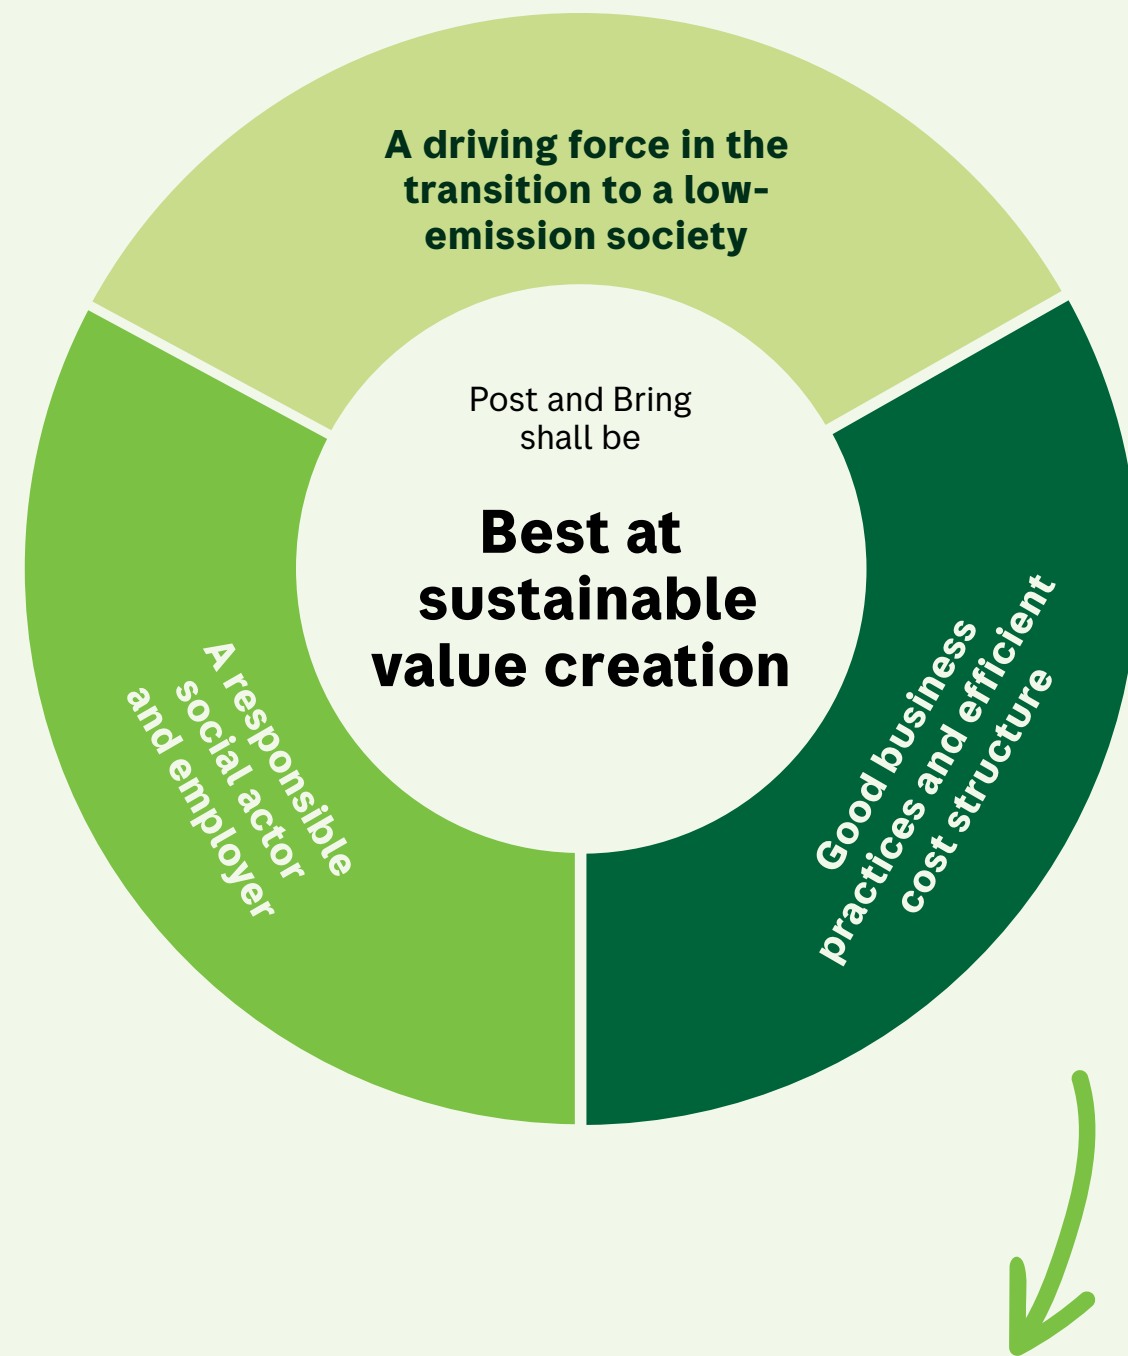 A driving force in the
transition to a low-
emission society
Post and Bring
shall be
Best at
sustainable
value creation
A responsible
social actor
and employer
Good business
practices and efficient
cost structure